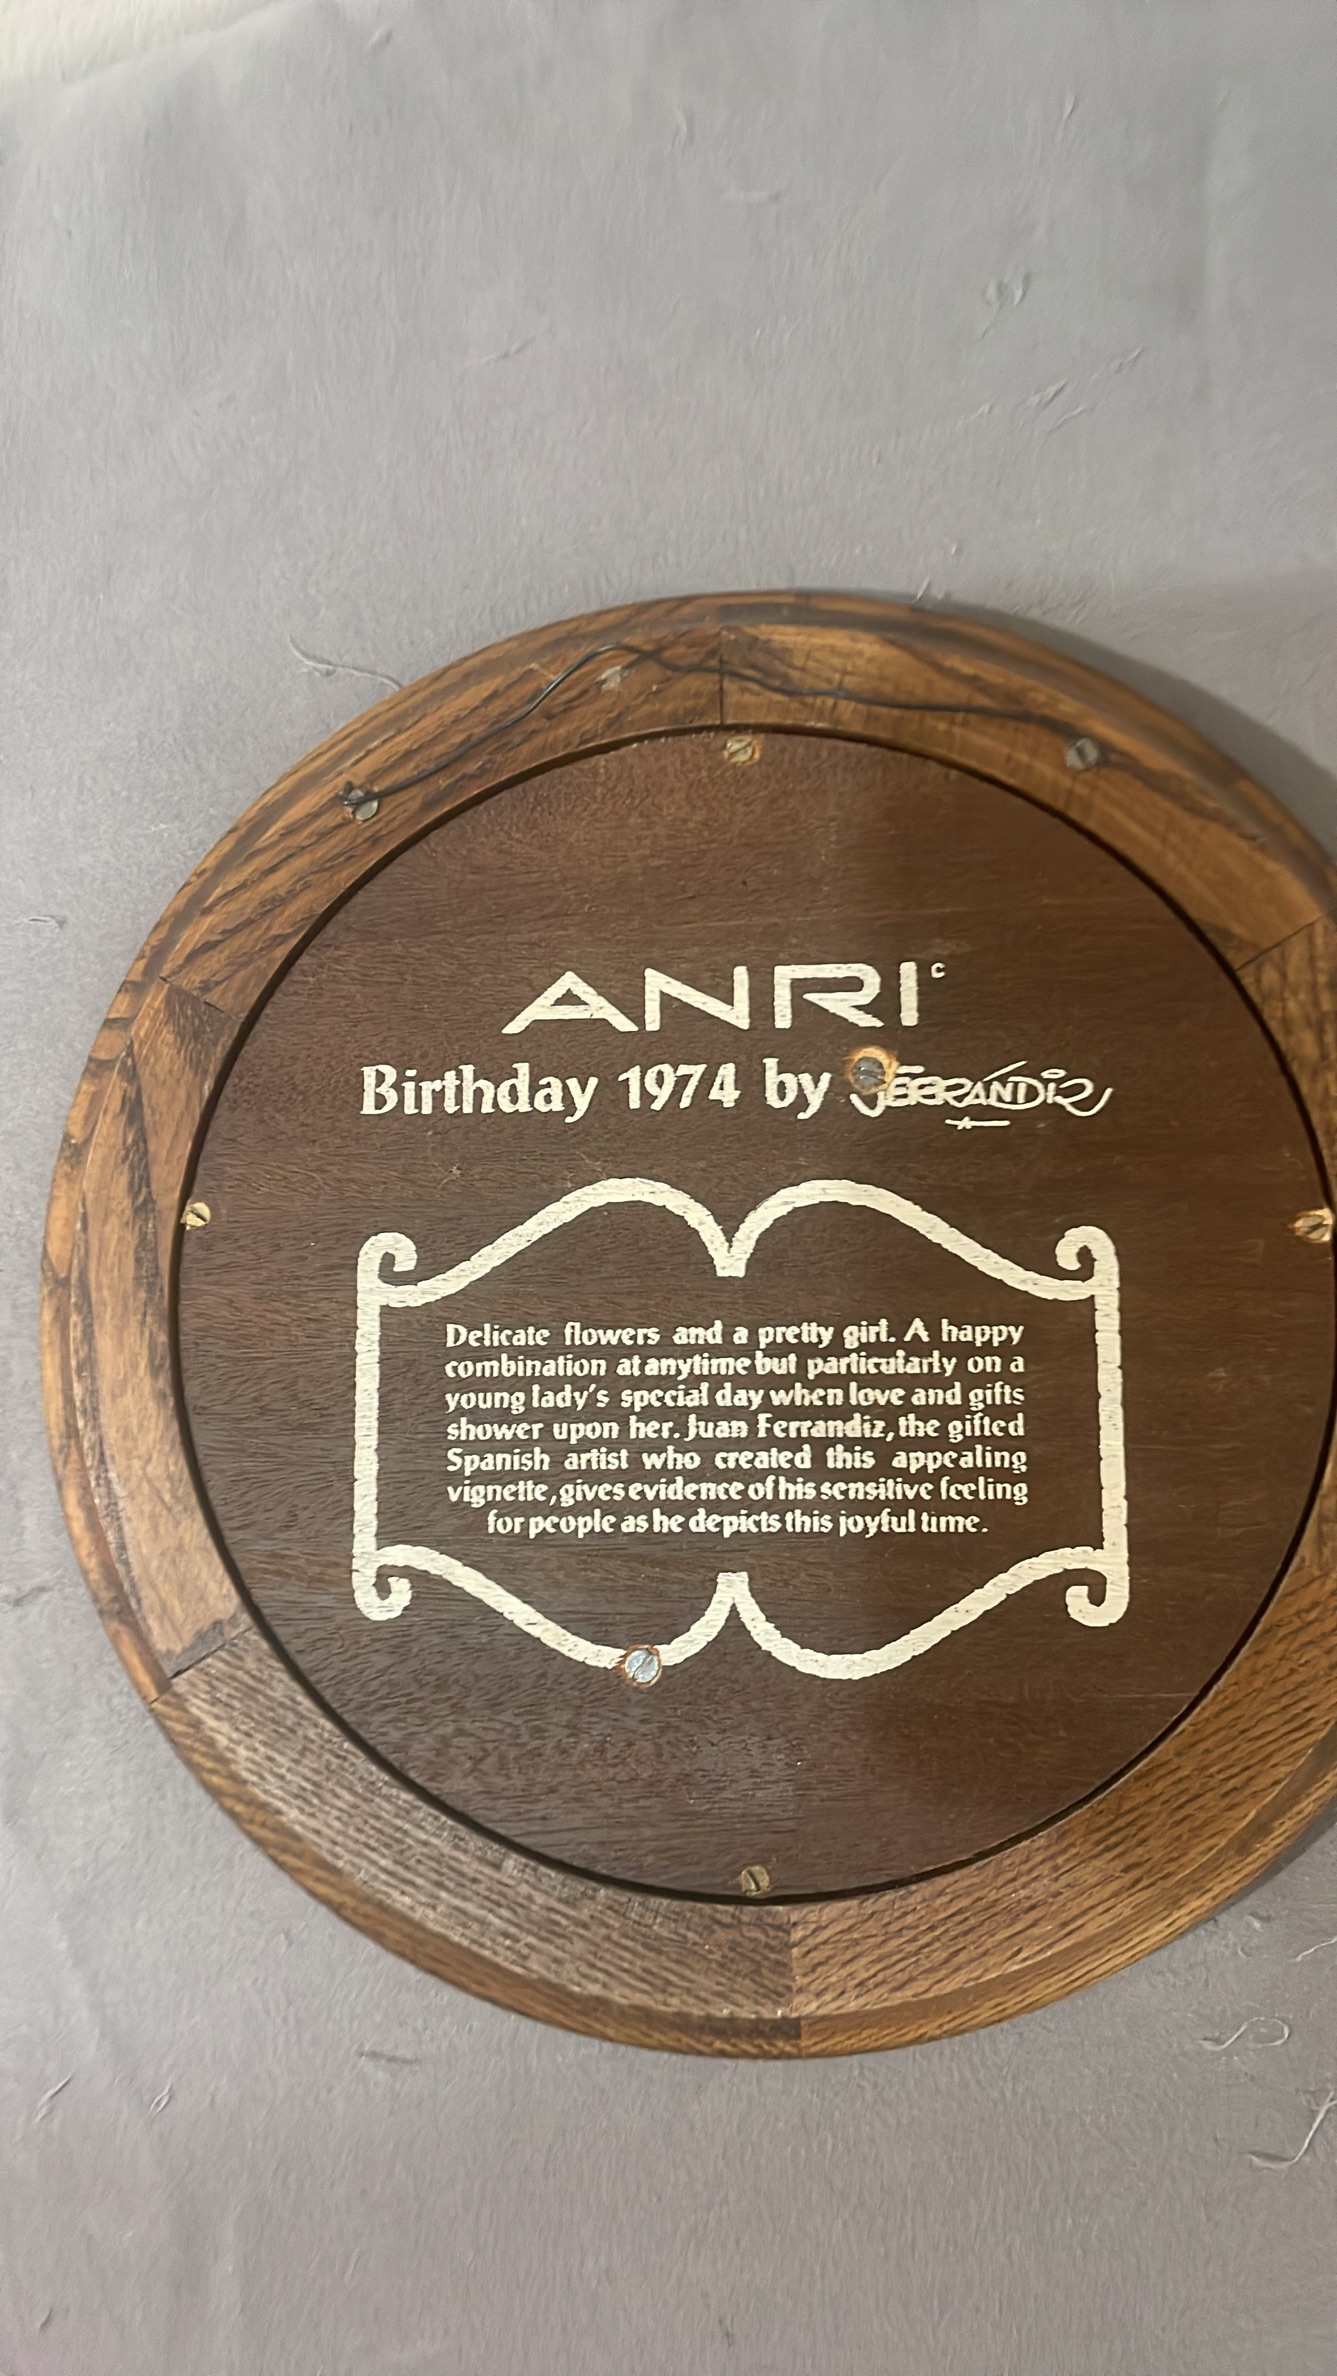 ANRI c
Birthday 1974 by FERRÁNDIZ
Delicate flowers and a pretty girl. A happy
combination at anytime but particularly on a
young lady's special day when love and gifts
shower upon her. Juan Ferrandiz, the gifted
Spanish artist who created this appealing
vignette, gives evidence of his sensitive feeling
for people as he depicts this joyful time.